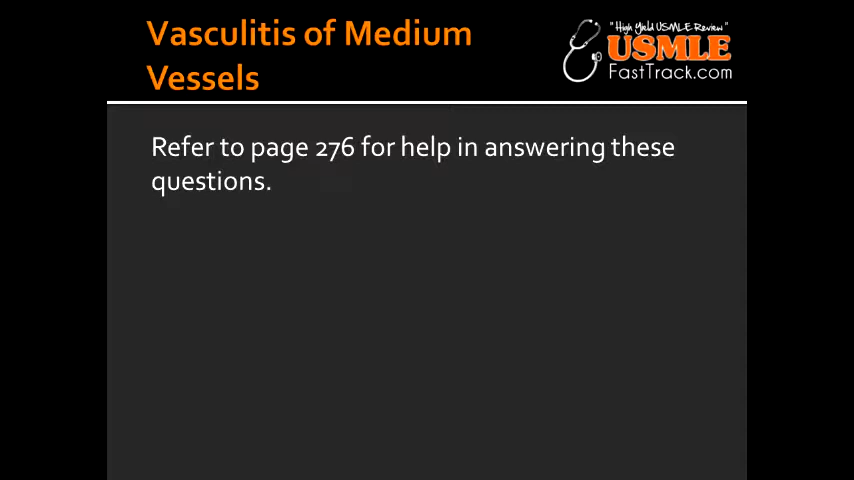 Vasculitis of Medium
Vessels
"High Yield USMLE Review"
USMLE
FastTrack.com
Refer to page 276 for help in answering these
questions.